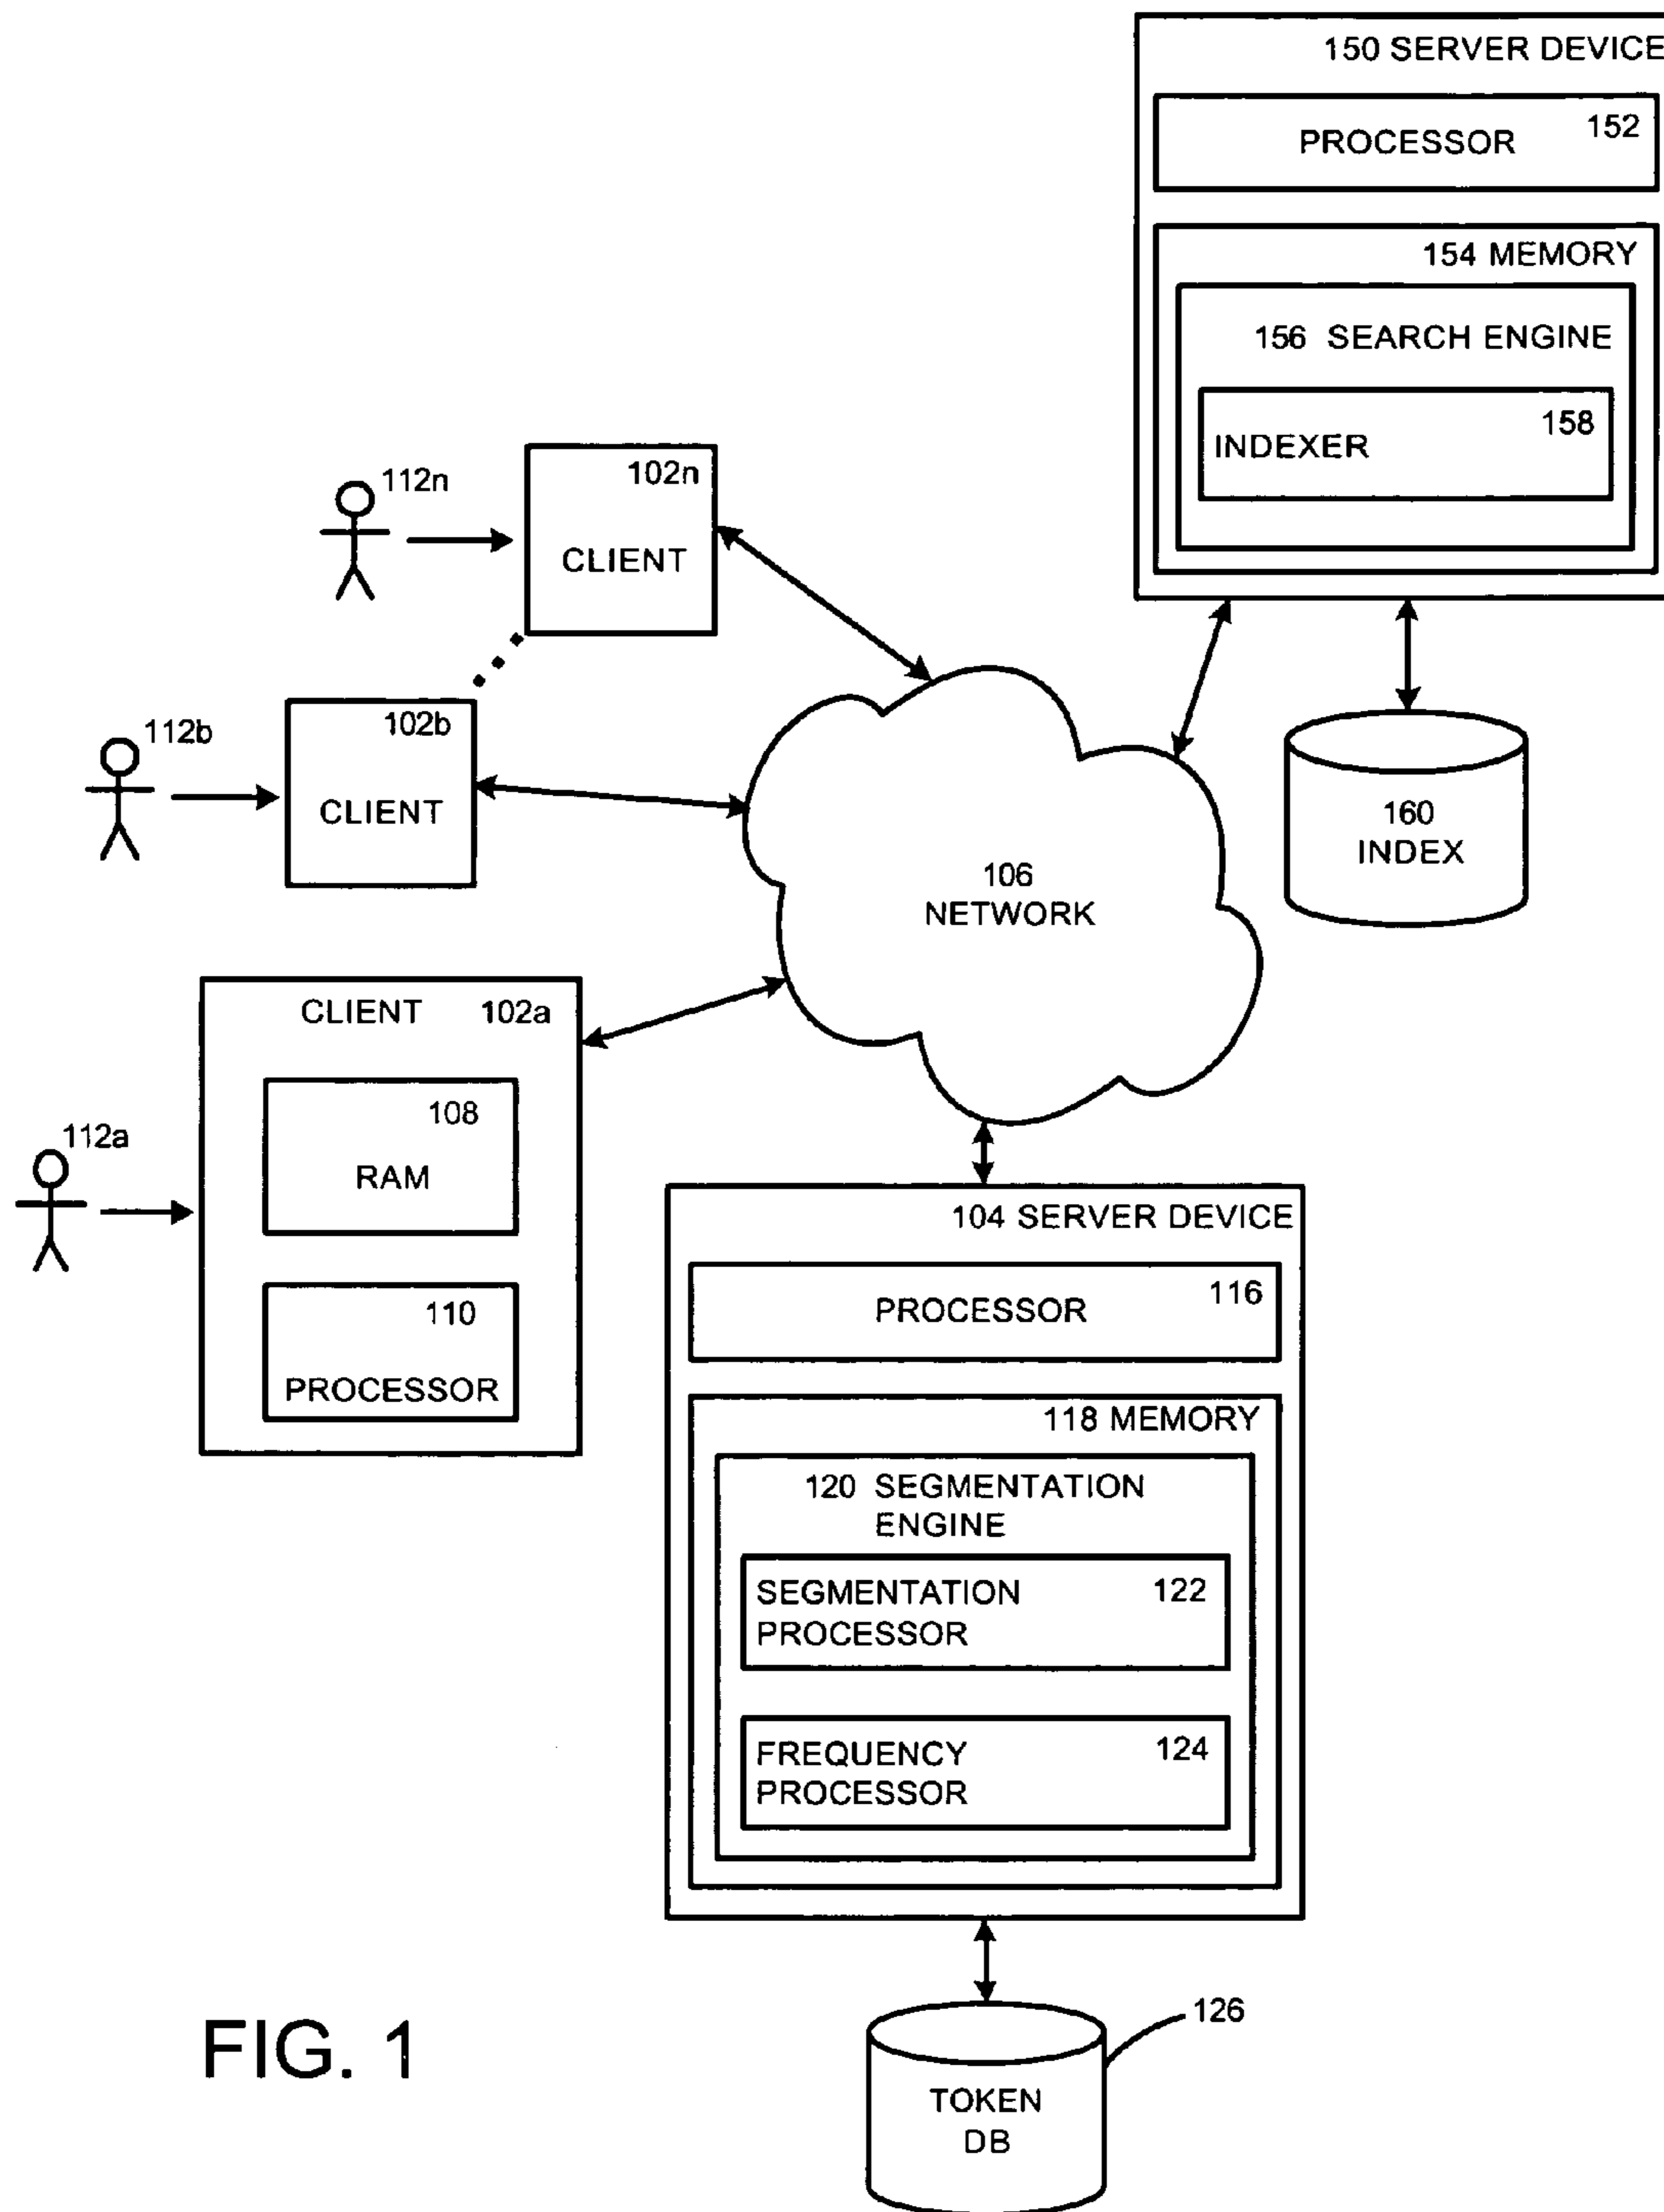 150 SERVER DEVICE
152
PROCESSOR
154 MEMORY
156 SEARCH ENGINE
158
INDEXER
112n
102n
CLIENT
112b
102b
CLIENT
160
INDEX
106
NETWORK
CLIENT 102a
108
RAM
112a
110
PROCESSOR
104 SERVER DEVICE
116
PROCESSOR
118 MEMORY
120 SEGMENTATION
ENGINE
SEGMENTATION 122
PROCESSOR
FREQUENCY 124
PROCESSOR
126
TOKEN
DB
FIG. 1